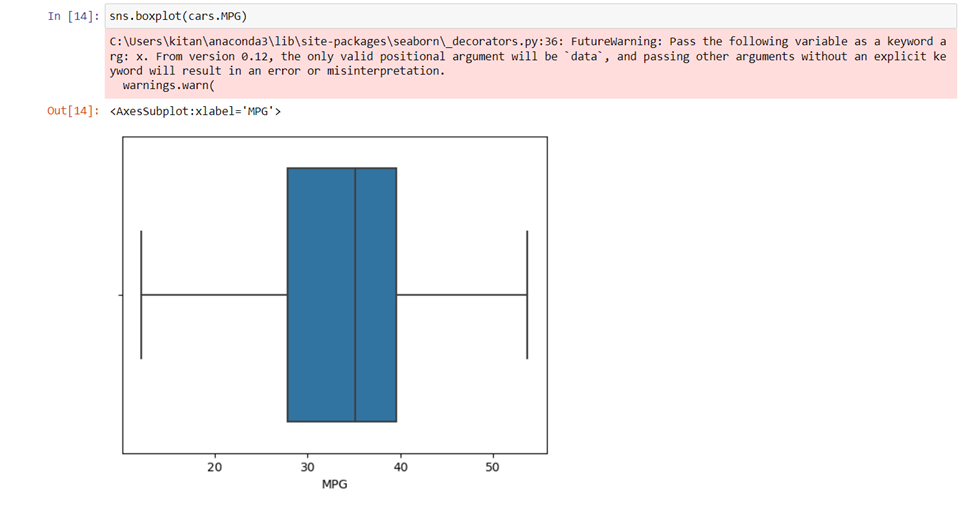 In [14]: sns.boxplot(cars.MPG)
C:\Users\kitan\anaconda3\lib\site-packages\seaborn\_decorators.py:36: FutureWarning: Pass the following variable as a keyword a
rg: x. From version 0.12, the only valid positional argument will be `data`, and passing other arguments without an explicit ke
yword will result in an error or misinterpretation.
  warnings.warn(
Out[14]: <AxesSubplot:xlabel='MPG'>
20 30 40 50
MPG